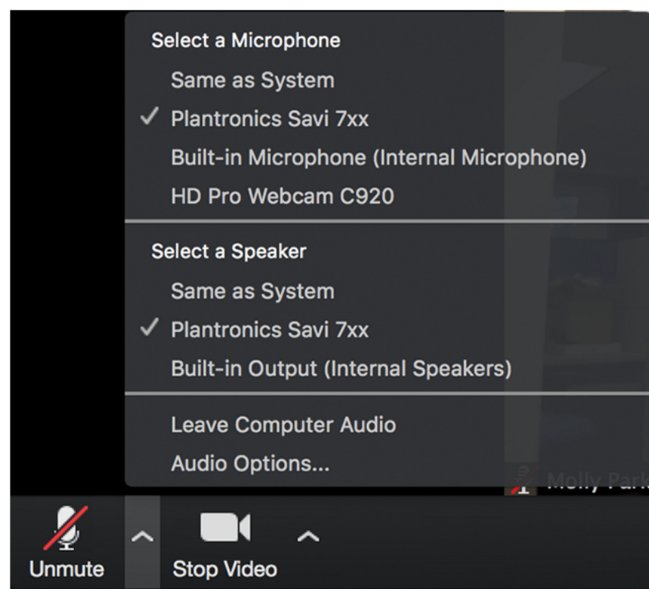 Select a Microphone
Same as System
Plantronics Savi 7xx
Built-in Microphone (Internal Microphone)
HD Pro Webcam C920
Select a Speaker
Same as System
Plantronics Savi 7xx
Built-in Output (Internal Speakers)
Leave Computer Audio
Audio Options...
Molly
Unmute
Stop Video